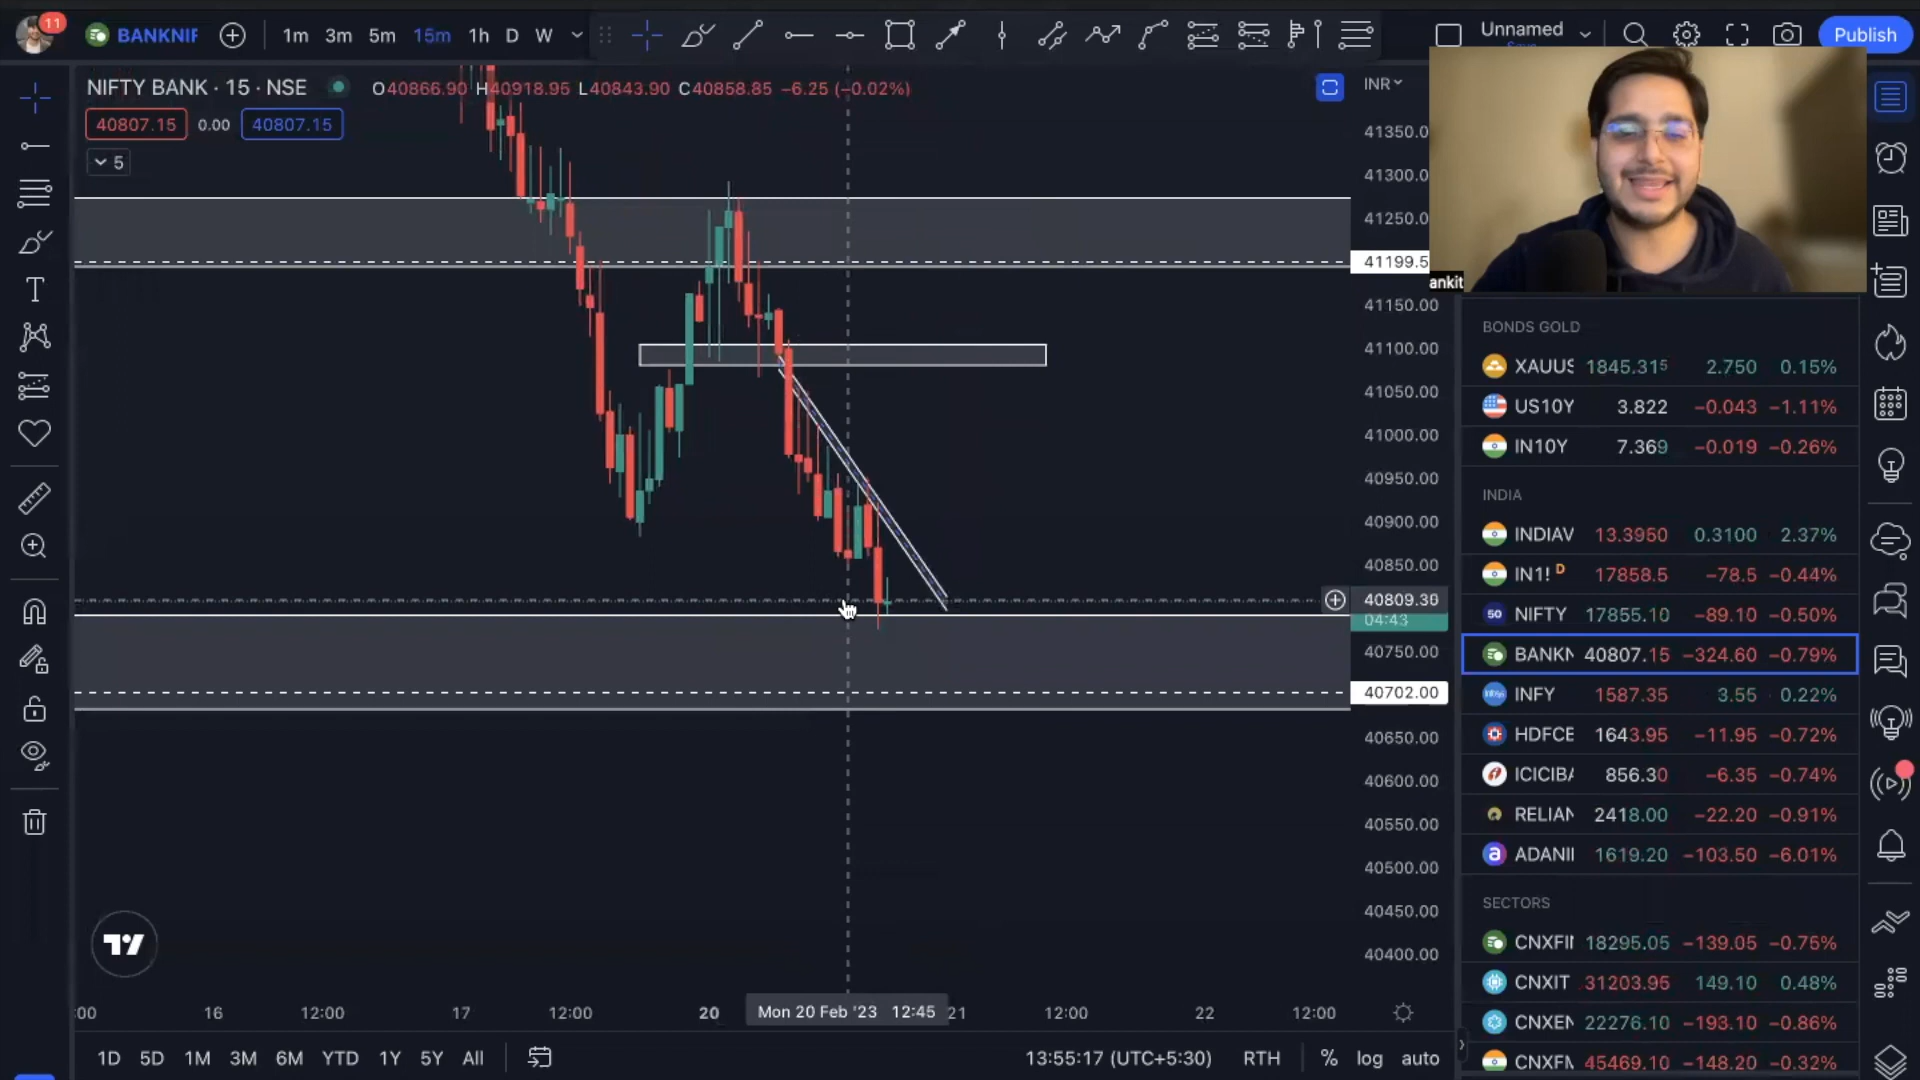 11
BANKNIF
1m 3m 5m 15m 1h D W
Unnamed
Save
Publish
NIFTY BANK · 15 · NSE
O40866.90 H40918.95 L40843.90 C40858.85 −6.25 (−0.02%)
INR
40807.15 0.00 40807.15
5
41350.0
41300.0
41250.0
41199.5
41150.00
41100.00
41050.00
41000.00
40950.00
40900.00
40850.00
40809.30
04:43
40750.00
40702.00
40650.00
40600.00
40550.00
40500.00
40450.00
40400.00
ankit
BONDS GOLD
XAUUS 1845.315 2.750 0.15%
US10Y 3.822 −0.043 −1.11%
IN10Y 7.369 −0.019 −0.26%
INDIA
INDIAV 13.3950 0.3100 2.37%
IN1! D 17858.5 −78.5 −0.44%
50 NIFTY 17855.10 −89.10 −0.50%
BANKN 40807.15 −324.60 −0.79%
INFY 1587.35 3.55 0.22%
HDFCB 1643.95 −11.95 −0.72%
ICICIBA 856.30 −6.35 −0.74%
RELIAN 2418.00 −22.20 −0.91%
ADANII 1619.20 −103.50 −6.01%
SECTORS
CNXFII 18295.05 −139.05 −0.75%
CNXIT 31203.95 149.10 0.48%
CNXEN 22276.10 −193.10 −0.86%
CNXFN 45469.10 −148.20 −0.32%
:00 16 12:00 17 12:00 20 Mon 20 Feb '23 12:45 21 12:00 22 12:00
1D 5D 1M 3M 6M YTD 1Y 5Y All
13:55:17 (UTC+5:30) RTH % log auto